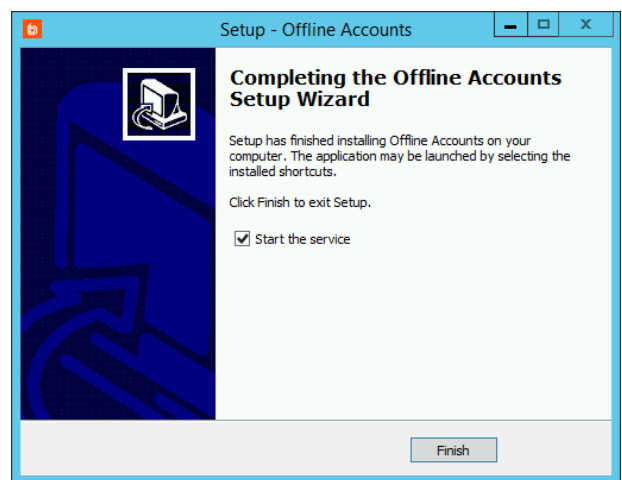 Setup - Offline Accounts
Completing the Offline Accounts
Setup Wizard
Setup has finished installing Offline Accounts on your
computer. The application may be launched by selecting the
installed shortcuts.
Click Finish to exit Setup.
Start the service
Finish